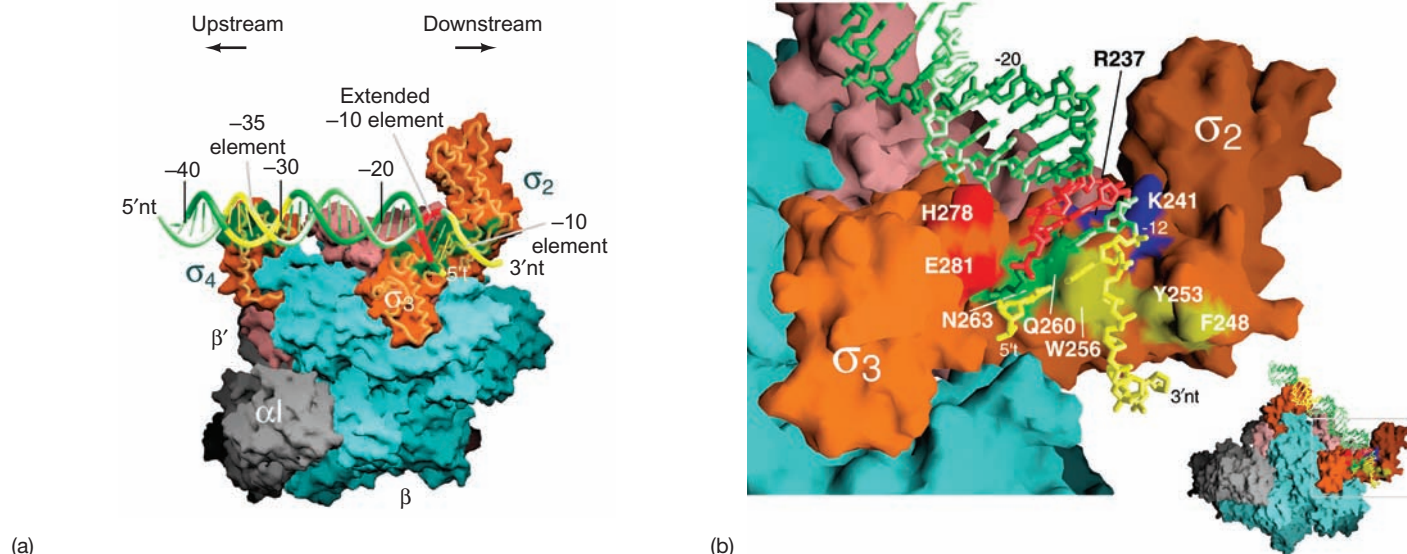 Upstream
Downstream
Extended
–10 element
–35
element
–40
–30
–20
σ2
5′nt
–10
element
5′t
3′nt
σ4
σ3
β′
αI
β
(a)
-20
R237
σ2
H278
K241
-12
E281
Y253
N263
Q260
F248
5′t
W256
σ3
3′nt
(b)